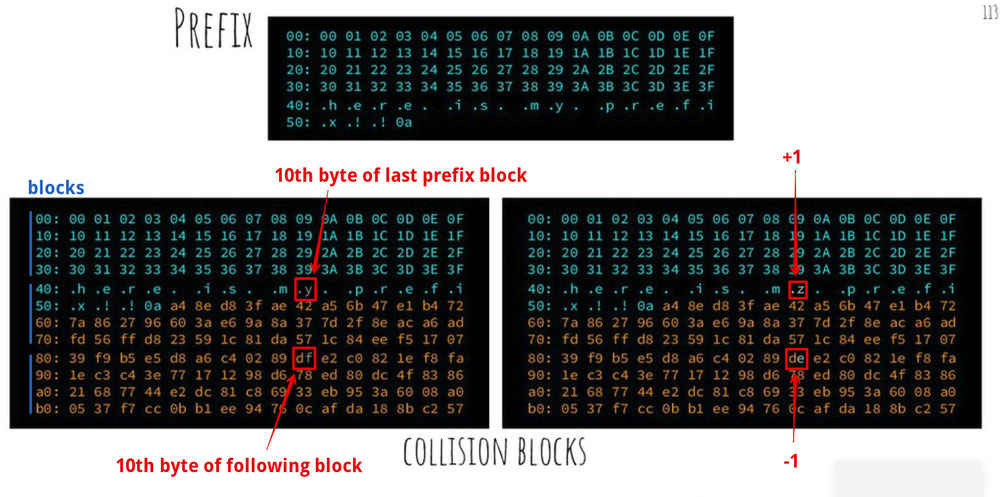 PREFIX
113
00: 00 01 02 03 04 05 06 07 08 09 0A 0B 0C 0D 0E 0F
10: 10 11 12 13 14 15 16 17 18 19 1A 1B 1C 1D 1E 1F
20: 20 21 22 23 24 25 26 27 28 29 2A 2B 2C 2D 2E 2F
30: 30 31 32 33 34 35 36 37 38 39 3A 3B 3C 3D 3E 3F
40: .h .e .r .e .  .i .s .  .m .y .  .p .r .e .f .i
50: .x .! .! 0a
+1
10th byte of last prefix block
blocks
00: 00 01 02 03 04 05 06 07 08 09 0A 0B 0C 0D 0E 0F
10: 10 11 12 13 14 15 16 17 18 19 1A 1B 1C 1D 1E 1F
20: 20 21 22 23 24 25 26 27 28 29 2A 2B 2C 2D 2E 2F
30: 30 31 32 33 34 35 36 37 38 39 3A 3B 3C 3D 3E 3F
40: .h .e .r .e .  .i .s .  .m .y .  .p .r .e .f .i
50: .x .! .! 0a a4 8e d8 3f ae 42 a5 6b 47 e1 b4 72
60: 7a 86 27 96 60 3a e6 9a 8a 37 7d 2f 8e ac a6 ad
70: fd 56 ff d8 23 59 1c 81 da 57 1c 84 ee f5 17 07
80: 39 f9 b5 e5 d8 a6 c4 02 89 df e2 c0 82 1e f8 fa
90: 1e c3 c4 3e 77 17 12 98 d6 78 ed 80 dc 4f 83 86
a0: 21 68 77 44 e2 dc 81 c8 69 33 eb 95 3a 60 08 a0
b0: 05 37 f7 cc 0b b1 ee 94 76 0c af da 18 8b c2 57
00: 00 01 02 03 04 05 06 07 08 09 0A 0B 0C 0D 0E 0F
10: 10 11 12 13 14 15 16 17 18 19 1A 1B 1C 1D 1E 1F
20: 20 21 22 23 24 25 26 27 28 29 2A 2B 2C 2D 2E 2F
30: 30 31 32 33 34 35 36 37 38 39 3A 3B 3C 3D 3E 3F
40: .h .e .r .e .  .i .s .  .m .z .  .p .r .e .f .i
50: .x .! .! 0a a4 8e d8 3f ae 42 a5 6b 47 e1 b4 72
60: 7a 86 27 96 60 3a e6 9a 8a 37 7d 2f 8e ac a6 ad
70: fd 56 ff d8 23 59 1c 81 da 57 1c 84 ee f5 17 07
80: 39 f9 b5 e5 d8 a6 c4 02 89 de e2 c0 82 1e f8 fa
90: 1e c3 c4 3e 77 17 12 98 d6 78 ed 80 dc 4f 83 86
a0: 21 68 77 44 e2 dc 81 c8 69 33 eb 95 3a 60 08 a0
b0: 05 37 f7 cc 0b b1 ee 94 76 0c af da 18 8b c2 57
10th byte of following block
COLLISION BLOCKS
-1